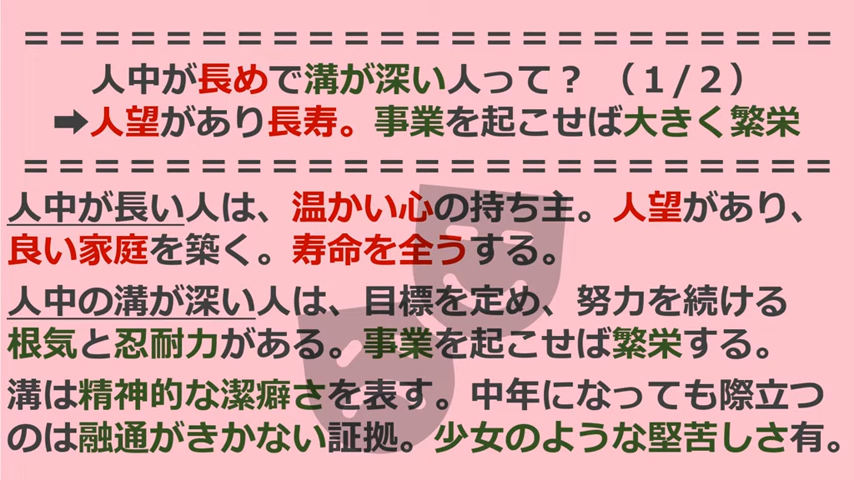 ＝＝＝＝＝＝＝＝＝＝＝＝＝＝＝＝＝＝＝＝＝＝＝
人中が長めで溝が深い人って？（１/２）
➡人望があり長寿。事業を起こせば大きく繁栄
＝＝＝＝＝＝＝＝＝＝＝＝＝＝＝＝＝＝＝＝＝＝＝
人中が長い人は、温かい心の持ち主。人望があり、
良い家庭を築く。寿命を全うする。
人中の溝が深い人は、目標を定め、努力を続ける
根気と忍耐力がある。事業を起こせば繁栄する。
溝は精神的な潔癖さを表す。中年になっても際立つ
のは融通がきかない証拠。少女のような堅苦しさ有。